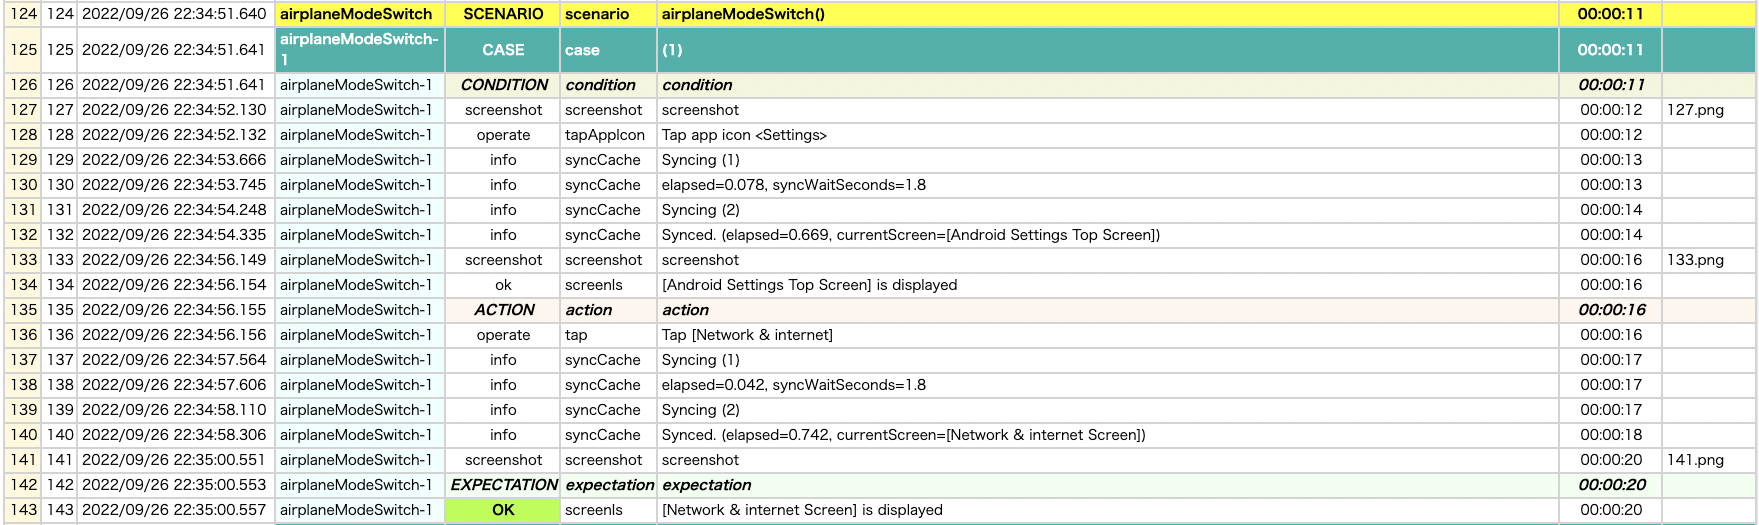 124 124 2022/09/26 22:34:51.640 airplaneModeSwitch SCENARIO scenario airplaneModeSwitch() 00:00:11
125 125 2022/09/26 22:34:51.641 airplaneModeSwitch-1 CASE case (1) 00:00:11
126 126 2022/09/26 22:34:51.641 airplaneModeSwitch-1 CONDITION condition condition 00:00:11
127 127 2022/09/26 22:34:52.130 airplaneModeSwitch-1 screenshot screenshot screenshot 00:00:12 127.png
128 128 2022/09/26 22:34:52.132 airplaneModeSwitch-1 operate tapAppIcon Tap app icon <Settings> 00:00:12
129 129 2022/09/26 22:34:53.666 airplaneModeSwitch-1 info syncCache Syncing (1) 00:00:13
130 130 2022/09/26 22:34:53.745 airplaneModeSwitch-1 info syncCache elapsed=0.078, syncWaitSeconds=1.8 00:00:13
131 131 2022/09/26 22:34:54.248 airplaneModeSwitch-1 info syncCache Syncing (2) 00:00:14
132 132 2022/09/26 22:34:54.335 airplaneModeSwitch-1 info syncCache Synced. (elapsed=0.669, currentScreen=[Android Settings Top Screen]) 00:00:14
133 133 2022/09/26 22:34:56.149 airplaneModeSwitch-1 screenshot screenshot screenshot 00:00:16 133.png
134 134 2022/09/26 22:34:56.154 airplaneModeSwitch-1 ok screenIs [Android Settings Top Screen] is displayed 00:00:16
135 135 2022/09/26 22:34:56.155 airplaneModeSwitch-1 ACTION action action 00:00:16
136 136 2022/09/26 22:34:56.156 airplaneModeSwitch-1 operate tap Tap [Network & internet] 00:00:16
137 137 2022/09/26 22:34:57.564 airplaneModeSwitch-1 info syncCache Syncing (1) 00:00:17
138 138 2022/09/26 22:34:57.606 airplaneModeSwitch-1 info syncCache elapsed=0.042, syncWaitSeconds=1.8 00:00:17
139 139 2022/09/26 22:34:58.110 airplaneModeSwitch-1 info syncCache Syncing (2) 00:00:17
140 140 2022/09/26 22:34:58.306 airplaneModeSwitch-1 info syncCache Synced. (elapsed=0.742, currentScreen=[Network & internet Screen]) 00:00:18
141 141 2022/09/26 22:35:00.551 airplaneModeSwitch-1 screenshot screenshot screenshot 00:00:20 141.png
142 142 2022/09/26 22:35:00.553 airplaneModeSwitch-1 EXPECTATION expectation expectation 00:00:20
143 143 2022/09/26 22:35:00.557 airplaneModeSwitch-1 OK screenIs [Network & internet Screen] is displayed 00:00:20